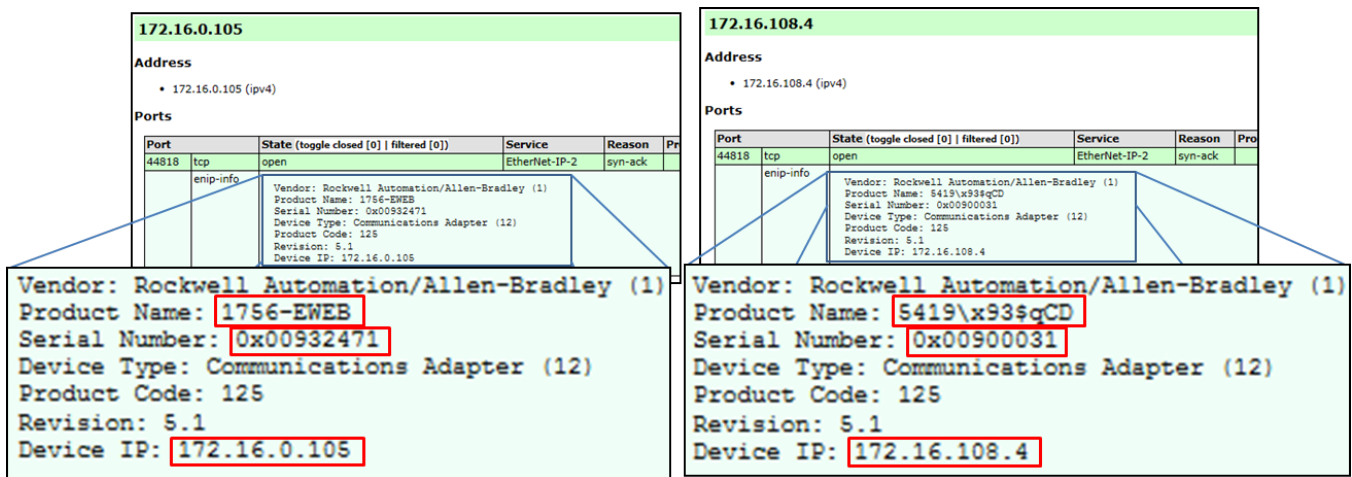 172.16.0.105
Address
• 172.16.0.105 (ipv4)
Ports
Port State (toggle closed [0] | filtered [0]) Service Reason Pr
44818 tcp open EtherNet-IP-2 syn-ack
enip-info
Vendor: Rockwell Automation/Allen-Bradley (1)
Product Name: 1756-EWEB
Serial Number: 0x00932471
Device Type: Communications Adapter (12)
Product Code: 125
Revision: 5.1
Device IP: 172.16.0.105
Vendor: Rockwell Automation/Allen-Bradley (1)
Product Name: 1756-EWEB
Serial Number: 0x00932471
Device Type: Communications Adapter (12)
Product Code: 125
Revision: 5.1
Device IP: 172.16.0.105
172.16.108.4
Address
• 172.16.108.4 (ipv4)
Ports
Port State (toggle closed [0] | filtered [0]) Service Reason Pro
44818 tcp open EtherNet-IP-2 syn-ack
enip-info
Vendor: Rockwell Automation/Allen-Bradley (1)
Product Name: 5419\x93$qCD
Serial Number: 0x00900031
Device Type: Communications Adapter (12)
Product Code: 125
Revision: 5.1
Device IP: 172.16.108.4
Vendor: Rockwell Automation/Allen-Bradley (1)
Product Name: 5419\x93$qCD
Serial Number: 0x00900031
Device Type: Communications Adapter (12)
Product Code: 125
Revision: 5.1
Device IP: 172.16.108.4